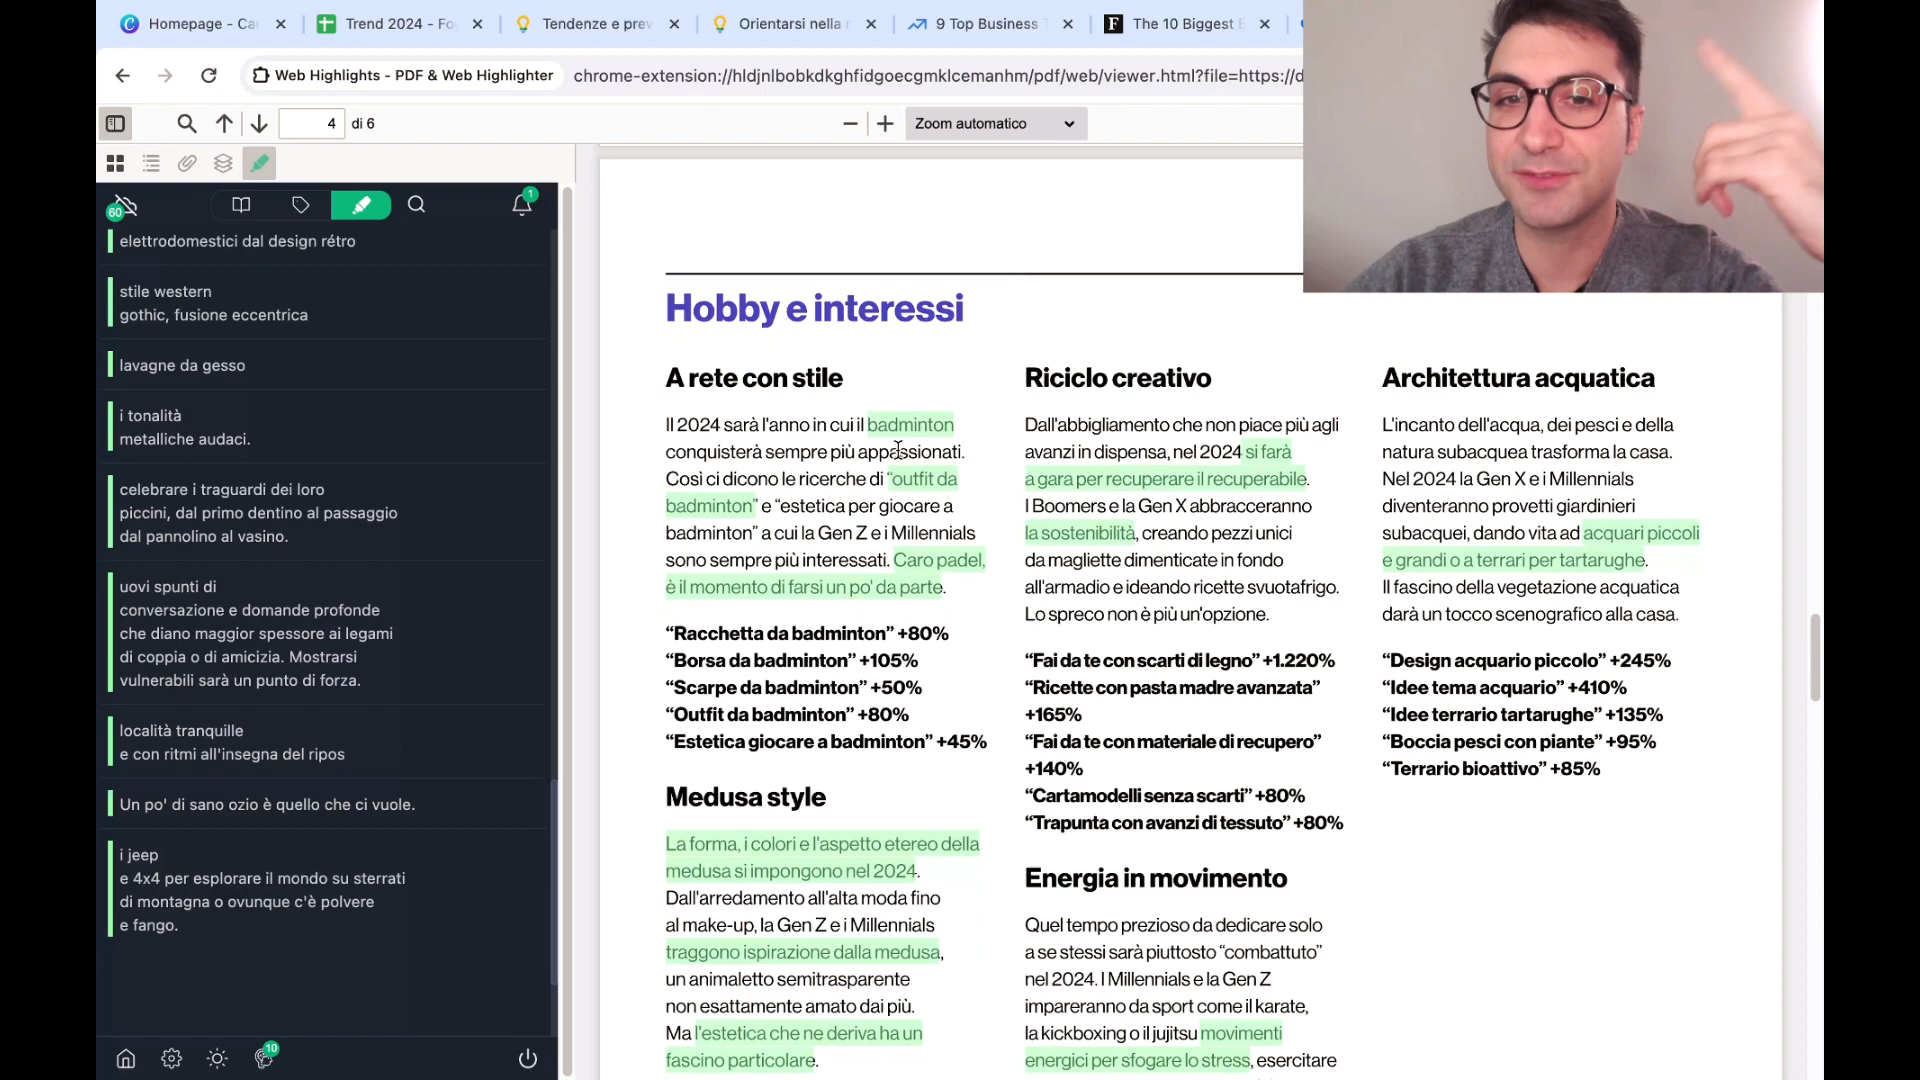 Homepage - Ca
Trend 2024 - Fo
Tendenze e prev
Orientarsi nella
9 Top Business
The 10 Biggest
Web Highlights - PDF & Web Highlighter
chrome-extension://hldjnlbobkdkghfidgoecgmklcemanhm/pdf/web/viewer.html?file=https://d
4 di 6
Zoom automatico
60
1
elettrodomestici dal design rétro
stile western
gothic, fusione eccentrica
lavagne da gesso
i tonalità
metalliche audaci.
celebrare i traguardi dei loro
piccini, dal primo dentino al passaggio
dal pannolino al vasino.
uovi spunti di
conversazione e domande profonde
che diano maggior spessore ai legami
di coppia o di amicizia. Mostrarsi
vulnerabili sarà un punto di forza.
località tranquille
e con ritmi all'insegna del ripos
Un po' di sano ozio è quello che ci vuole.
i jeep
e 4x4 per esplorare il mondo su sterrati
di montagna o ovunque c'è polvere
e fango.
10
Hobby e interessi
A rete con stile
Il 2024 sarà l'anno in cui il badminton
conquisterà sempre più appassionati.
Così ci dicono le ricerche di “outfit da
badminton” e “estetica per giocare a
badminton” a cui la Gen Z e i Millennials
sono sempre più interessati. Caro padel,
è il momento di farsi un po' da parte.
“Racchetta da badminton” +80%
“Borsa da badminton” +105%
“Scarpe da badminton” +50%
“Outfit da badminton” +80%
“Estetica giocare a badminton” +45%
Medusa style
La forma, i colori e l'aspetto etereo della
medusa si impongono nel 2024.
Dall'arredamento all'alta moda fino
al make-up, la Gen Z e i Millennials
traggono ispirazione dalla medusa,
un animaletto semitrasparente
non esattamente amato dai più.
Ma l'estetica che ne deriva ha un
fascino particolare.
Riciclo creativo
Dall'abbigliamento che non piace più agli
avanzi in dispensa, nel 2024 si farà
a gara per recuperare il recuperabile.
I Boomers e la Gen X abbracceranno
la sostenibilità, creando pezzi unici
da magliette dimenticate in fondo
all'armadio e ideando ricette svuotafrigo.
Lo spreco non è più un'opzione.
“Fai da te con scarti di legno” +1.220%
“Ricette con pasta madre avanzata”
+165%
“Fai da te con materiale di recupero”
+140%
“Cartamodelli senza scarti” +80%
“Trapunta con avanzi di tessuto” +80%
Energia in movimento
Quel tempo prezioso da dedicare solo
a se stessi sarà piuttosto “combattuto”
nel 2024. I Millennials e la Gen Z
impareranno da sport come il karate,
la kickboxing o il jujitsu movimenti
energici per sfogare lo stress, esercitare
Architettura acquatica
L'incanto dell'acqua, dei pesci e della
natura subacquea trasforma la casa.
Nel 2024 la Gen X e i Millennials
diventeranno provetti giardinieri
subacquei, dando vita ad acquari piccoli
e grandi o a terrari per tartarughe.
Il fascino della vegetazione acquatica
darà un tocco scenografico alla casa.
“Design acquario piccolo” +245%
“Idee tema acquario” +410%
“Idee terrario tartarughe” +135%
“Boccia pesci con piante” +95%
“Terrario bioattivo” +85%